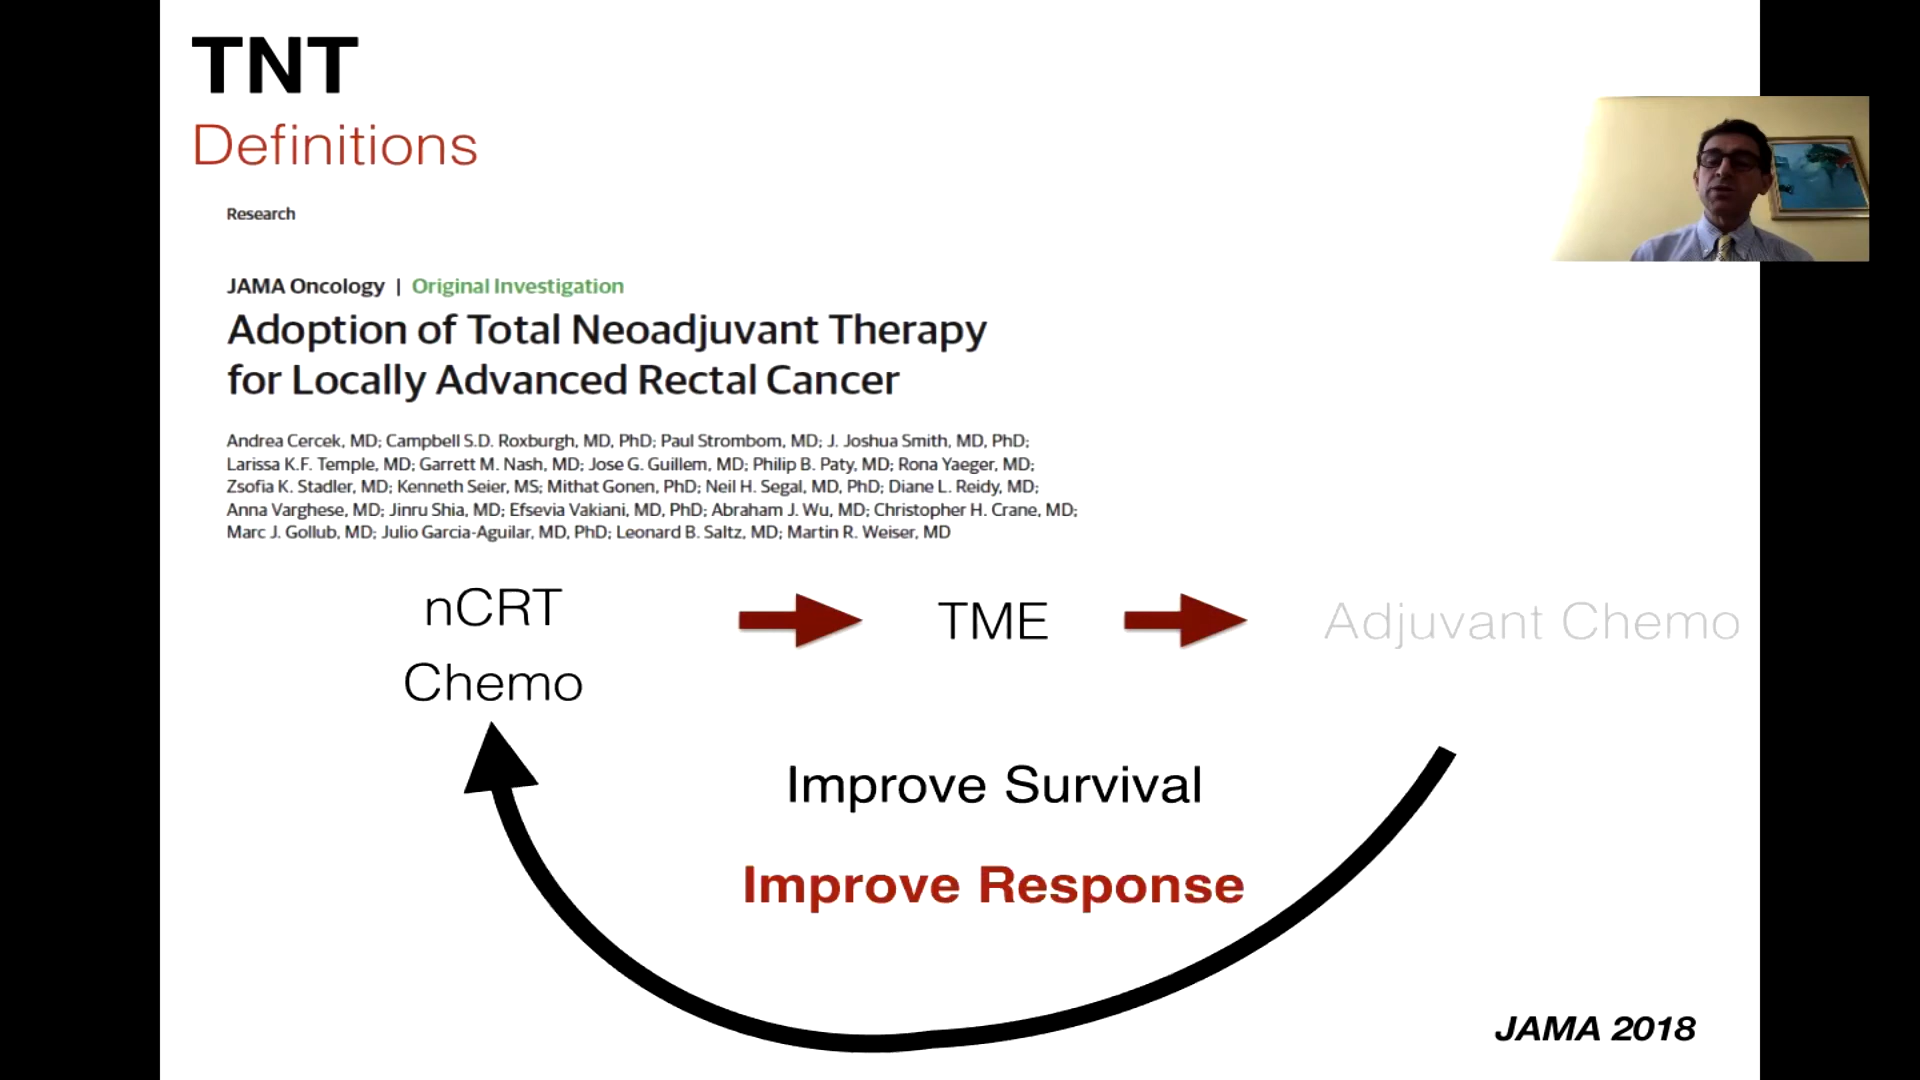 TNT
Definitions
Research
JAMA Oncology | Original Investigation
Adoption of Total Neoadjuvant Therapy
for Locally Advanced Rectal Cancer
Andrea Cercek, MD; Campbell S.D. Roxburgh, MD, PhD; Paul Strombom, MD; J. Joshua Smith, MD, PhD;
Larissa K.F. Temple, MD; Garrett M. Nash, MD; Jose G. Guillem, MD; Philip B. Paty, MD; Rona Yaeger, MD;
Zsofia K. Stadler, MD; Kenneth Seier, MS; Mithat Gonen, PhD; Neil H. Segal, MD, PhD; Diane L. Reidy, MD;
Anna Varghese, MD; Jinru Shia, MD; Efsevia Vakiani, MD, PhD; Abraham J. Wu, MD; Christopher H. Crane, MD;
Marc J. Gollub, MD; Julio Garcia-Aguilar, MD, PhD; Leonard B. Saltz, MD; Martin R. Weiser, MD
nCRT
Chemo
TME
Adjuvant Chemo
Improve Survival
Improve Response
JAMA 2018